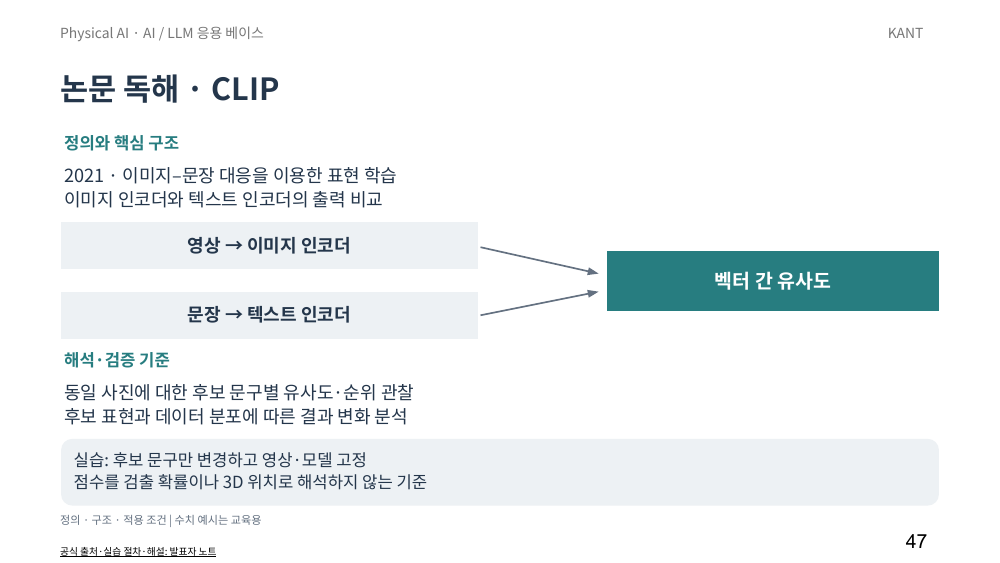 Physical AI · AI / LLM 응용 베이스
KANT
논문 독해 · CLIP
정의와 핵심 구조
2021 · 이미지–문장 대응을 이용한 표현 학습
이미지 인코더와 텍스트 인코더의 출력 비교
영상 → 이미지 인코더
벡터 간 유사도
문장 → 텍스트 인코더
해석·검증 기준
동일 사진에 대한 후보 문구별 유사도·순위 관찰
후보 표현과 데이터 분포에 따른 결과 변화 분석
실습: 후보 문구만 변경하고 영상·모델 고정
점수를 검출 확률이나 3D 위치로 해석하지 않는 기준
정의 · 구조 · 적용 조건 | 수치 예시는 교육용
공식 출처·실습 절차·해설: 발표자 노트
47